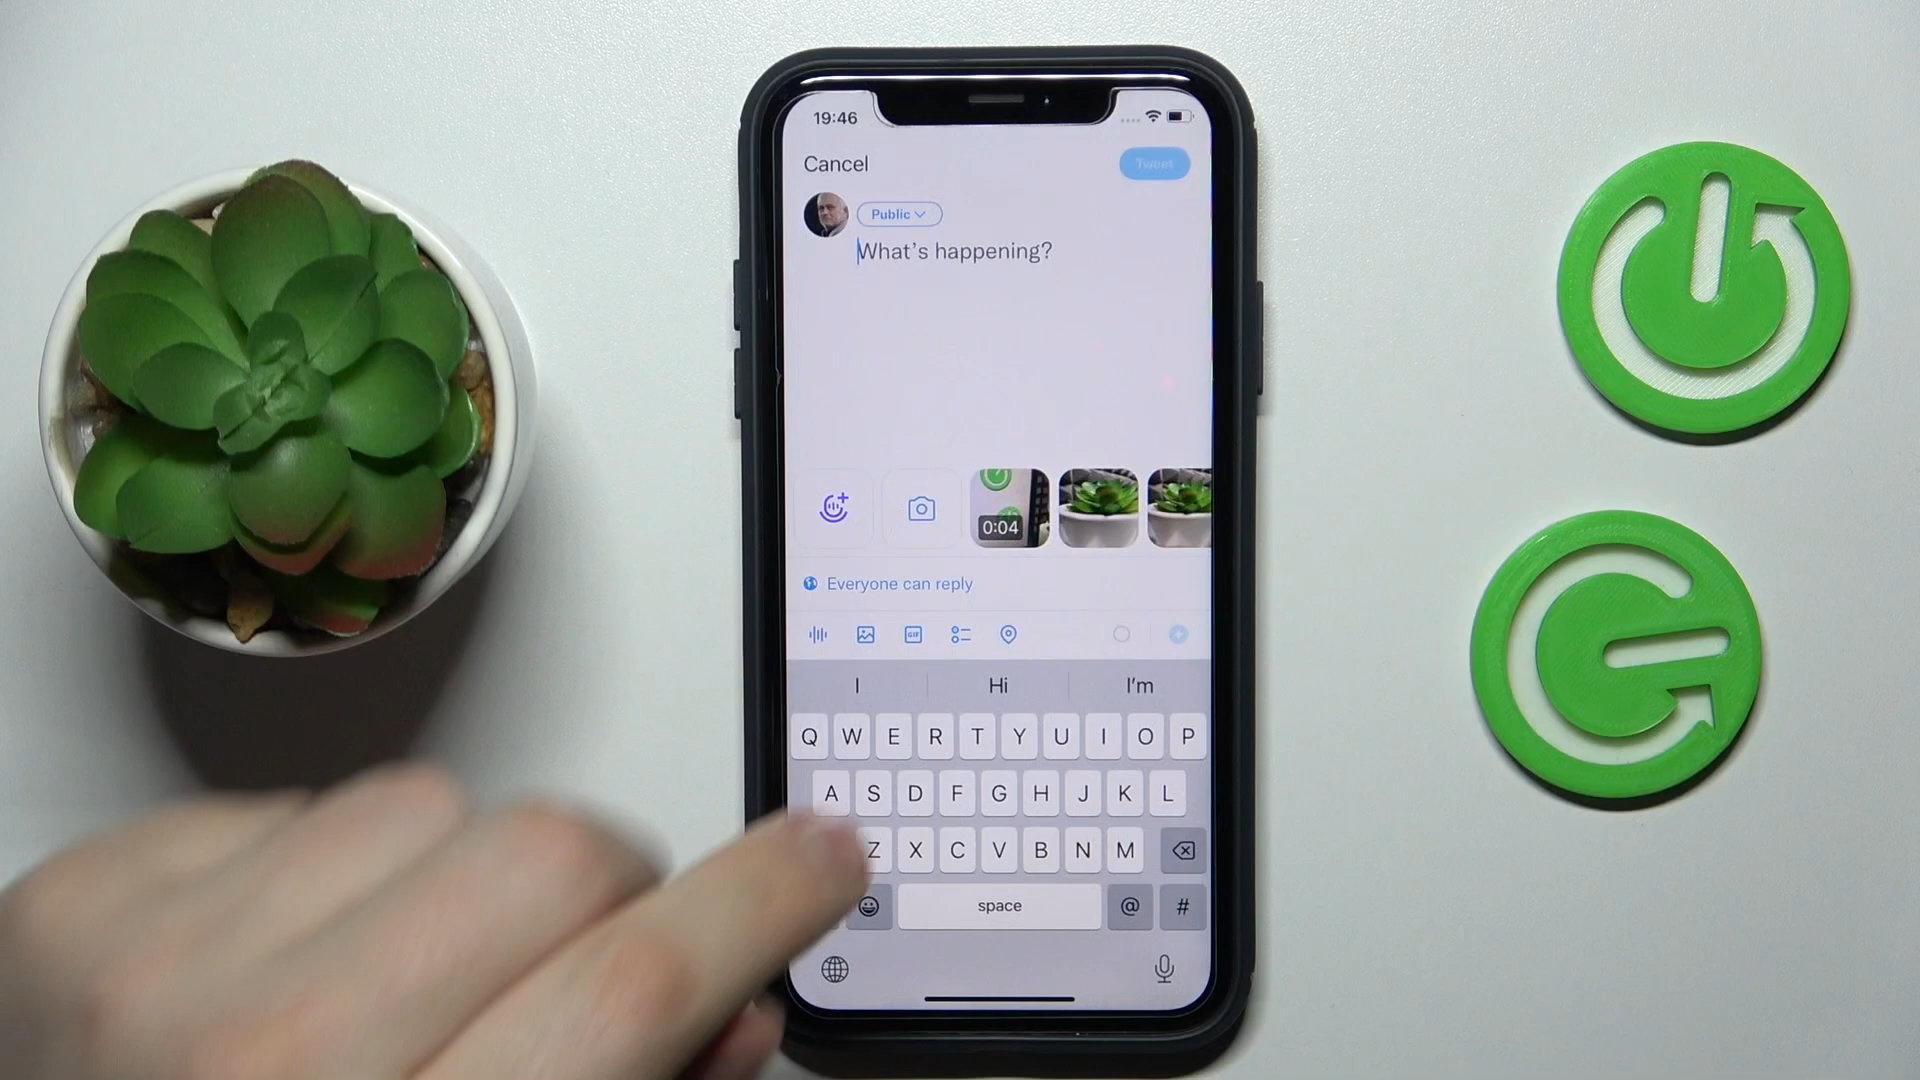 19:46
Cancel
Tweet
Public
What's happening?
0:04
Everyone can reply
GIF
I Hi I'm
Q W E R T Y U I O P
A S D F G H J K L
Z X C V B N M
space @ #